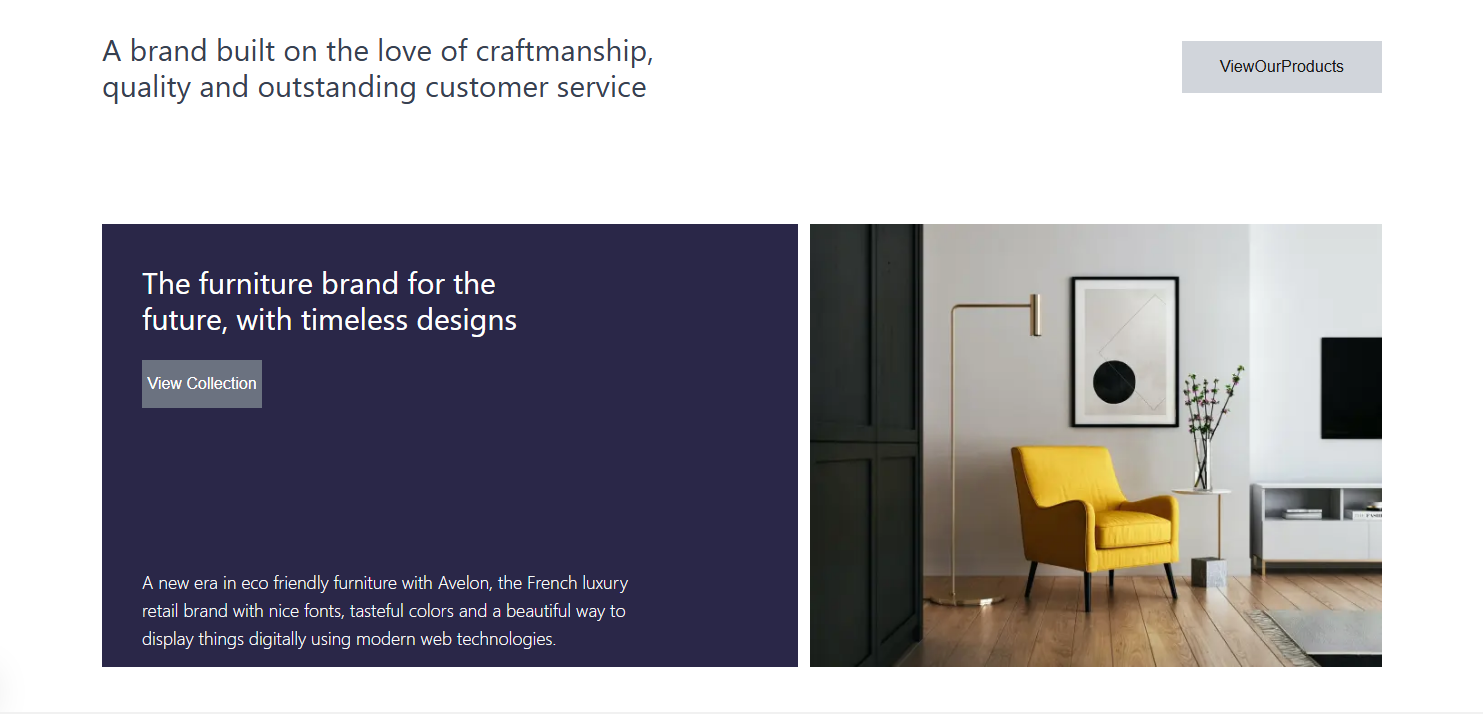 A brand built on the love of craftmanship,
quality and outstanding customer service
ViewOurProducts
The furniture brand for the
future, with timeless designs
View Collection
A new era in eco friendly furniture with Avelon, the French luxury
retail brand with nice fonts, tasteful colors and a beautiful way to
display things digitally using modern web technologies.